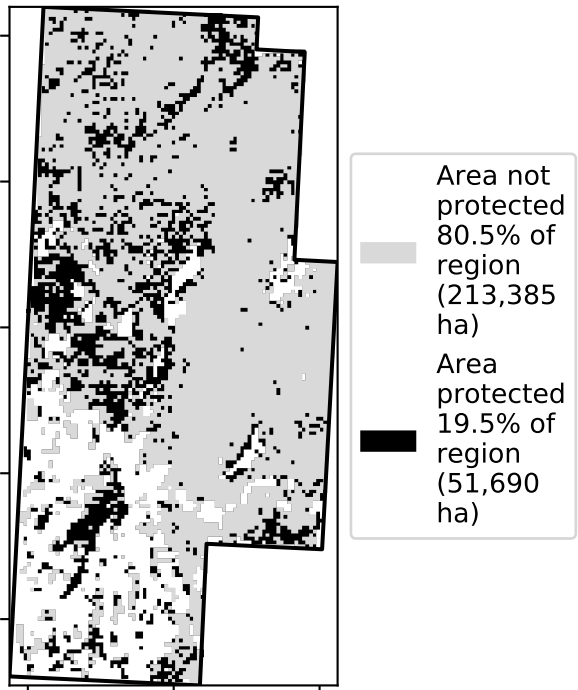 Area not
protected
80.5% of
region
(213,385
ha)
Area
protected
19.5% of
region
(51,690
ha)